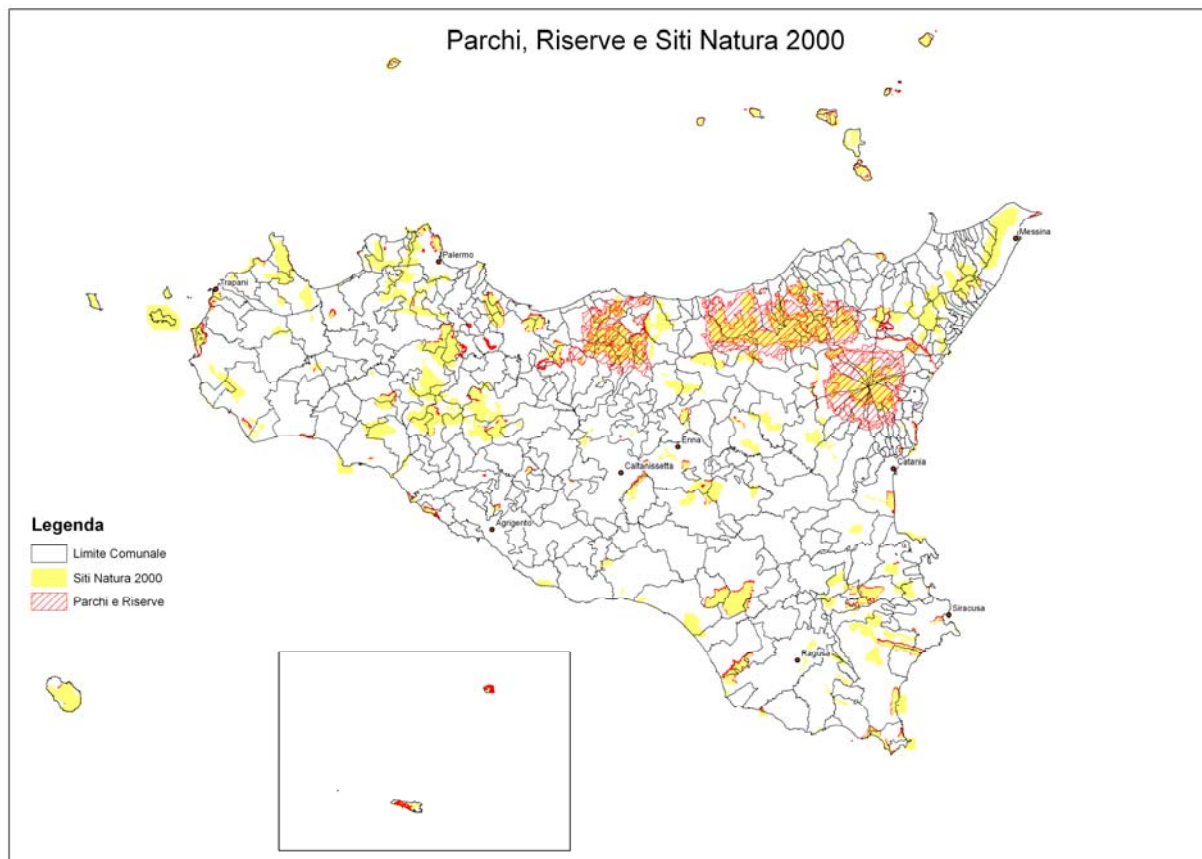 Parchi, Riserve e Siti Natura 2000
Messina
Palermo
Trapani
Enna
Catania
Caltanissetta
Legenda
Agrigento
Limite Comunale
Siti Natura 2000
Parchi e Riserve
Siracusa
Ragusa